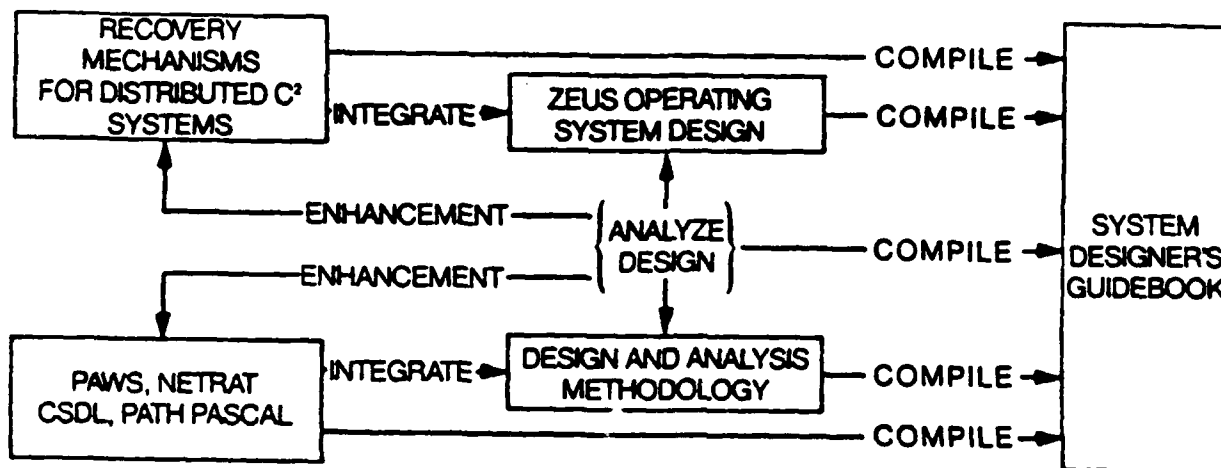 RECOVERY
MECHANISMS
FOR DISTRIBUTED C²
SYSTEMS
COMPILE
INTEGRATE
ZEUS OPERATING
SYSTEM DESIGN
COMPILE
ENHANCEMENT
ANALYZE
DESIGN
COMPILE
ENHANCEMENT
SYSTEM
DESIGNER'S
GUIDEBOOK
PAWS, NETRAT
CSDL, PATH PASCAL
INTEGRATE
DESIGN AND ANALYSIS
METHODOLOGY
COMPILE
COMPILE